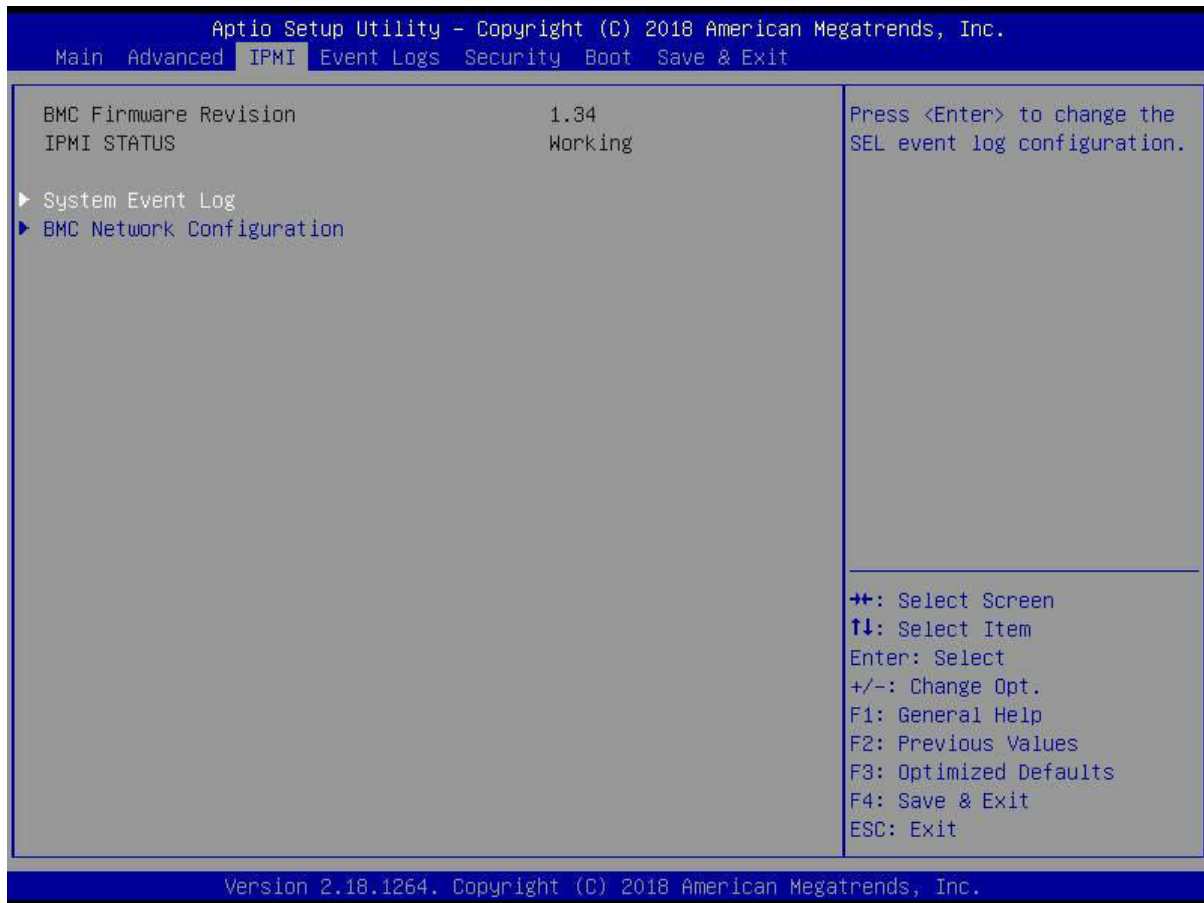 Aptio Setup Utility – Copyright (C) 2018 American Megatrends, Inc.
Main Advanced IPMI Event Logs Security Boot Save & Exit
BMC Firmware Revision 1.34
IPMI STATUS Working
▶ System Event Log
▶ BMC Network Configuration
Press <Enter> to change the
SEL event log configuration.
→←: Select Screen
↑↓: Select Item
Enter: Select
+/-: Change Opt.
F1: General Help
F2: Previous Values
F3: Optimized Defaults
F4: Save & Exit
ESC: Exit
Version 2.18.1264. Copyright (C) 2018 American Megatrends, Inc.